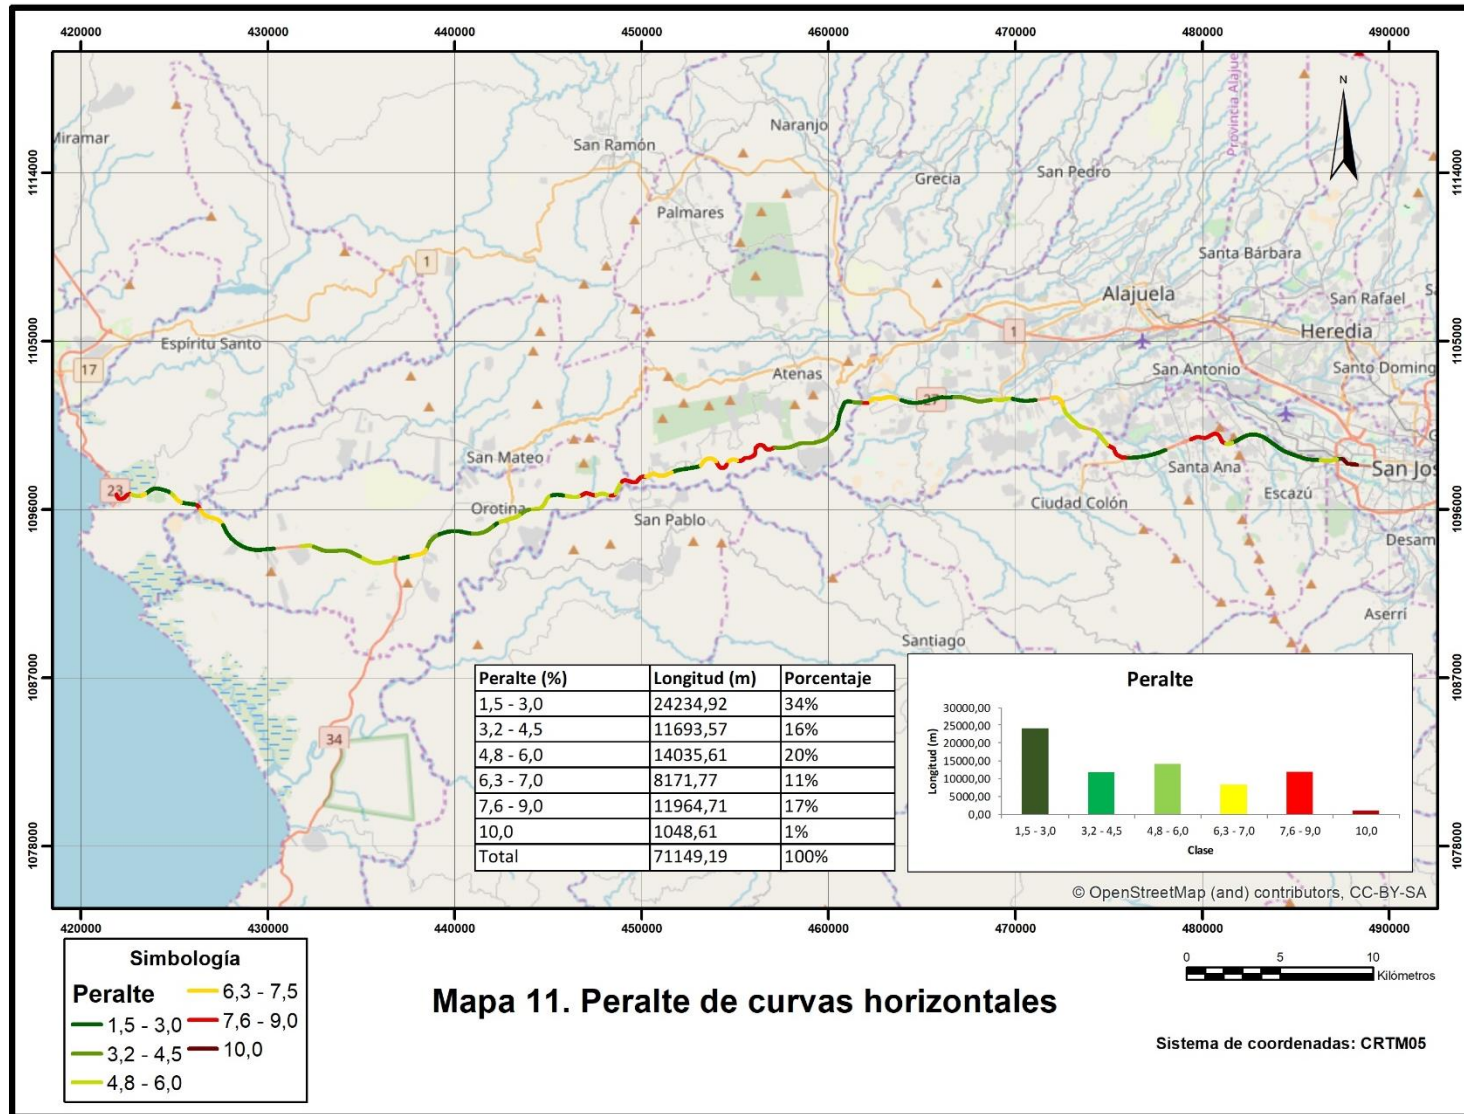 420000 430000 440000 450000 460000 470000 480000 490000
Miramar
Naranjo
San Ramón
Provincia Alajue
N
1114000
1114000
Grecia
San Pedro
Palmares
1
Santa Bárbara
Alajuela
San Rafael
Sa
1
Heredia
1105000
1105000
Espíritu Santo
17
Atenas
San Antonio
Santo Doming
27
San Mateo
Santa Ana
San Jos
23
Escazú
Ciudad Colón
1096000
1096000
Orotina
San Pablo
Desam
Aserrí
Santiago
1087000
1087000
34
Peralte (%) Longitud (m) Porcentaje
1,5 - 3,0 24234,92 34%
3,2 - 4,5 11693,57 16%
4,8 - 6,0 14035,61 20%
6,3 - 7,0 8171,77 11%
7,6 - 9,0 11964,71 17%
10,0 1048,61 1%
Total 71149,19 100%
Peralte
Longitud (m)
30000,00
25000,00
20000,00
15000,00
10000,00
5000,00
0,00
1,5 - 3,0 3,2 - 4,5 4,8 - 6,0 6,3 - 7,0 7,6 - 9,0 10,0
Clase
1078000
1078000
© OpenStreetMap (and) contributors, CC-BY-SA
420000 430000 440000 450000 460000 470000 480000 490000
Simbología
Peralte
1,5 - 3,0
3,2 - 4,5
4,8 - 6,0
6,3 - 7,5
7,6 - 9,0
10,0
Mapa 11. Peralte de curvas horizontales
0 5 10
Kilómetros
Sistema de coordenadas: CRTM05